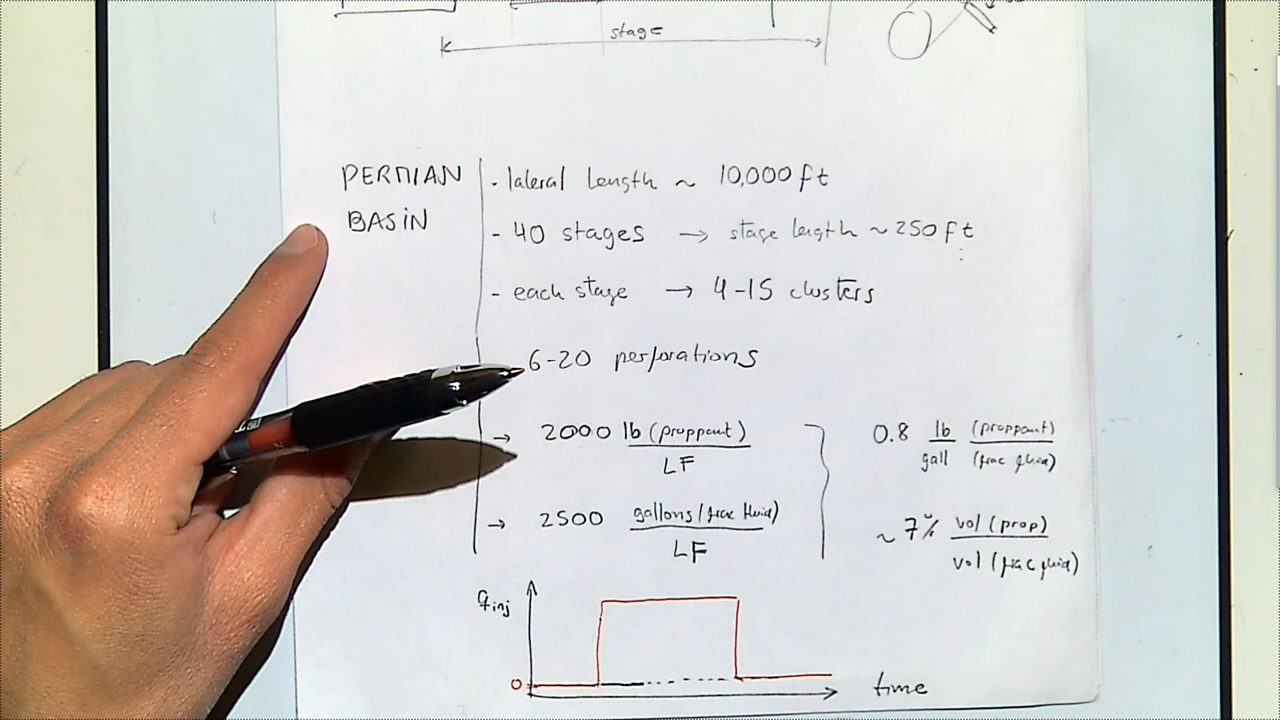 stage
PERMIAN BASIN
- lateral length ~ 10,000 ft
- 40 stages → stage length ~ 250 ft
- each stage → 4-15 clusters
6-20 perforations
→ 2000 lb (proppant) / LF
→ 2500 gallons (frac fluid) / LF
0.8 lb (proppant) / gall (frac fluid)
~ 7% vol (prop) / vol (frac fluid)
q inj
0
time